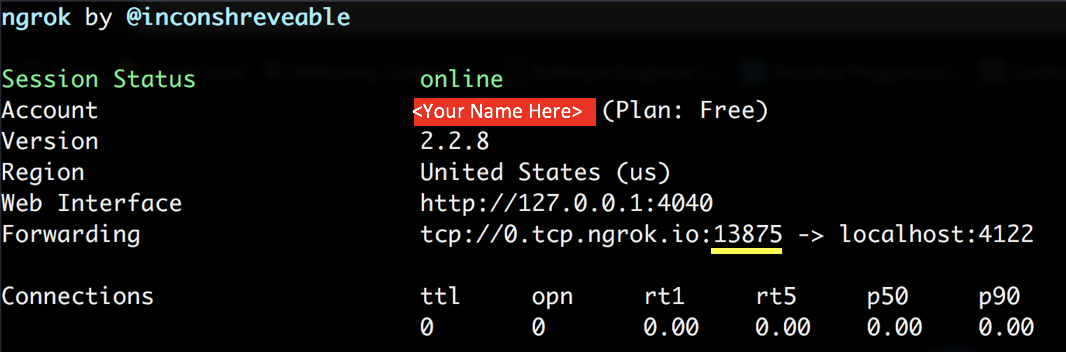 ngrok by @inconshreveable
Session Status online
Account <Your Name Here> (Plan: Free)
Version 2.2.8
Region United States (us)
Web Interface http://127.0.0.1:4040
Forwarding tcp://0.tcp.ngrok.io:13875 -> localhost:4122
Connections ttl opn rt1 rt5 p50 p90
0 0 0.00 0.00 0.00 0.00